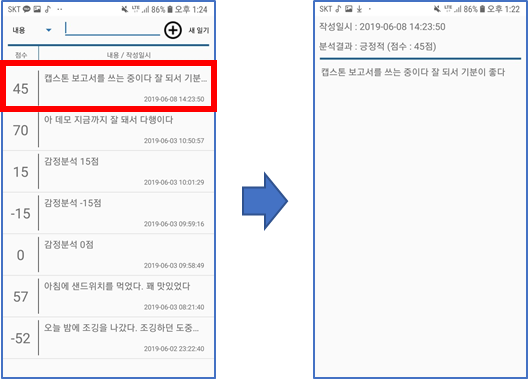 SKT 86% 오후 1:24
내용 새 일기
점수 내용 / 작성일시
45 캡스톤 보고서를 쓰는 중이다 잘 되서 기분...
2019-06-08 14:23:50
70 아 데모 지금까지 잘 돼서 다행이다
2019-06-03 10:50:57
15 감정분석 15점
2019-06-03 10:01:29
-15 감정분석 -15점
2019-06-03 09:59:16
0 감정분석 0점
2019-06-03 09:58:49
57 아침에 샌드위치를 먹었다. 꽤 맛있었다
2019-06-03 08:21:40
-52 오늘 밤에 조깅을 나갔다. 조깅하던 도중...
2019-06-02 23:22:40
SKT 86% 오후 1:22
작성일시 : 2019-06-08 14:23:50
분석결과 : 긍정적 (점수 : 45점)
캡스톤 보고서를 쓰는 중이다 잘 되서 기분이 좋다